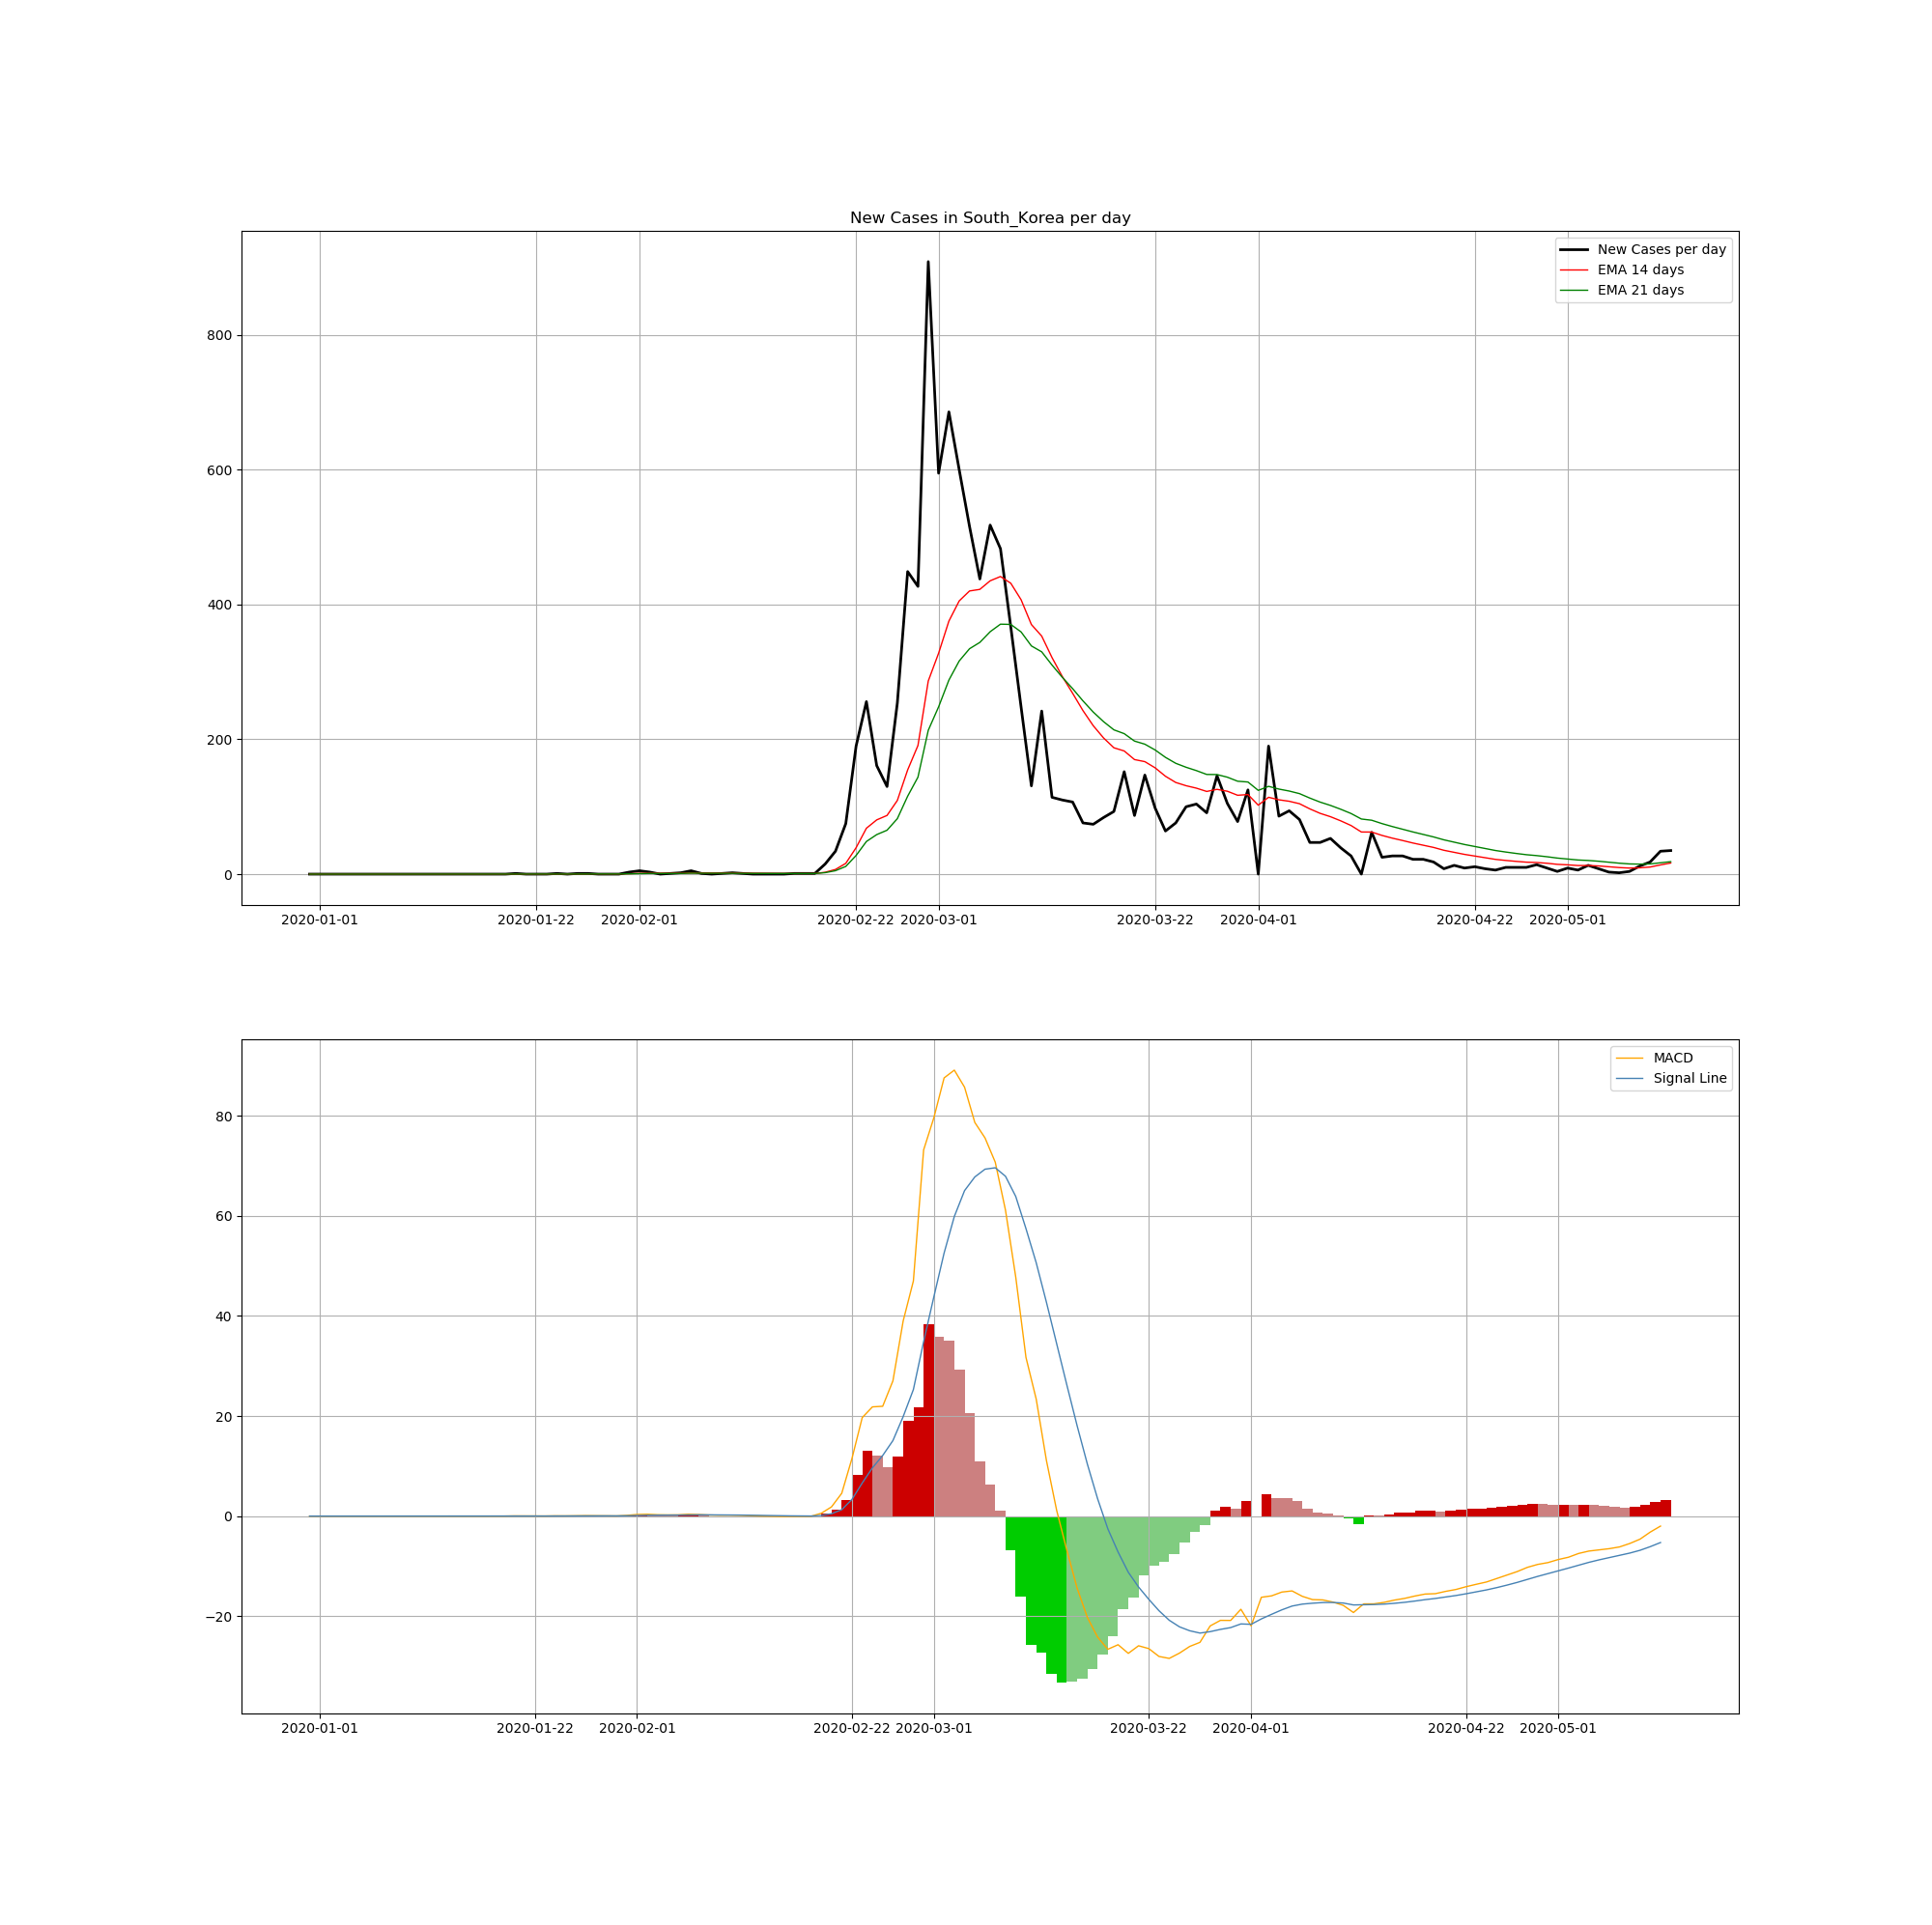 New Cases in South_Korea per day
New Cases per day
EMA 14 days
EMA 21 days
800
600
400
200
0
2020-01-01 2020-01-22 2020-02-01 2020-02-22 2020-03-01 2020-03-22 2020-04-01 2020-04-22 2020-05-01
MACD
Signal Line
80
60
40
20
0
−20
2020-01-01 2020-01-22 2020-02-01 2020-02-22 2020-03-01 2020-03-22 2020-04-01 2020-04-22 2020-05-01